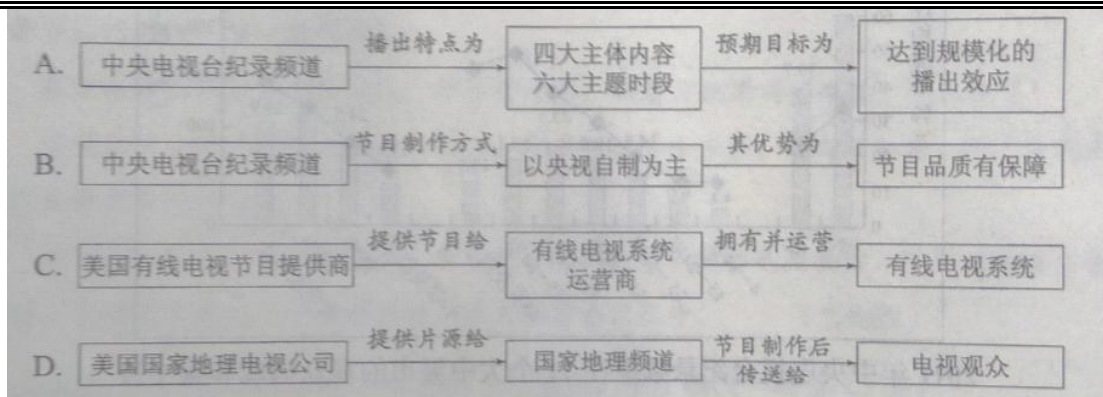 A. 中央电视台纪录频道 播出特点为 四大主体内容 六大主题时段 预期目标为 达到规模化的播出效应
B. 中央电视台纪录频道 节目制作方式 以央视自制为主 其优势为 节目品质有保障
C. 美国有线电视节目提供商 提供节目给 有线电视系统运营商 拥有并运营 有线电视系统
D. 美国国家地理电视公司 提供片源给 国家地理频道 节目制作后传送给 电视观众